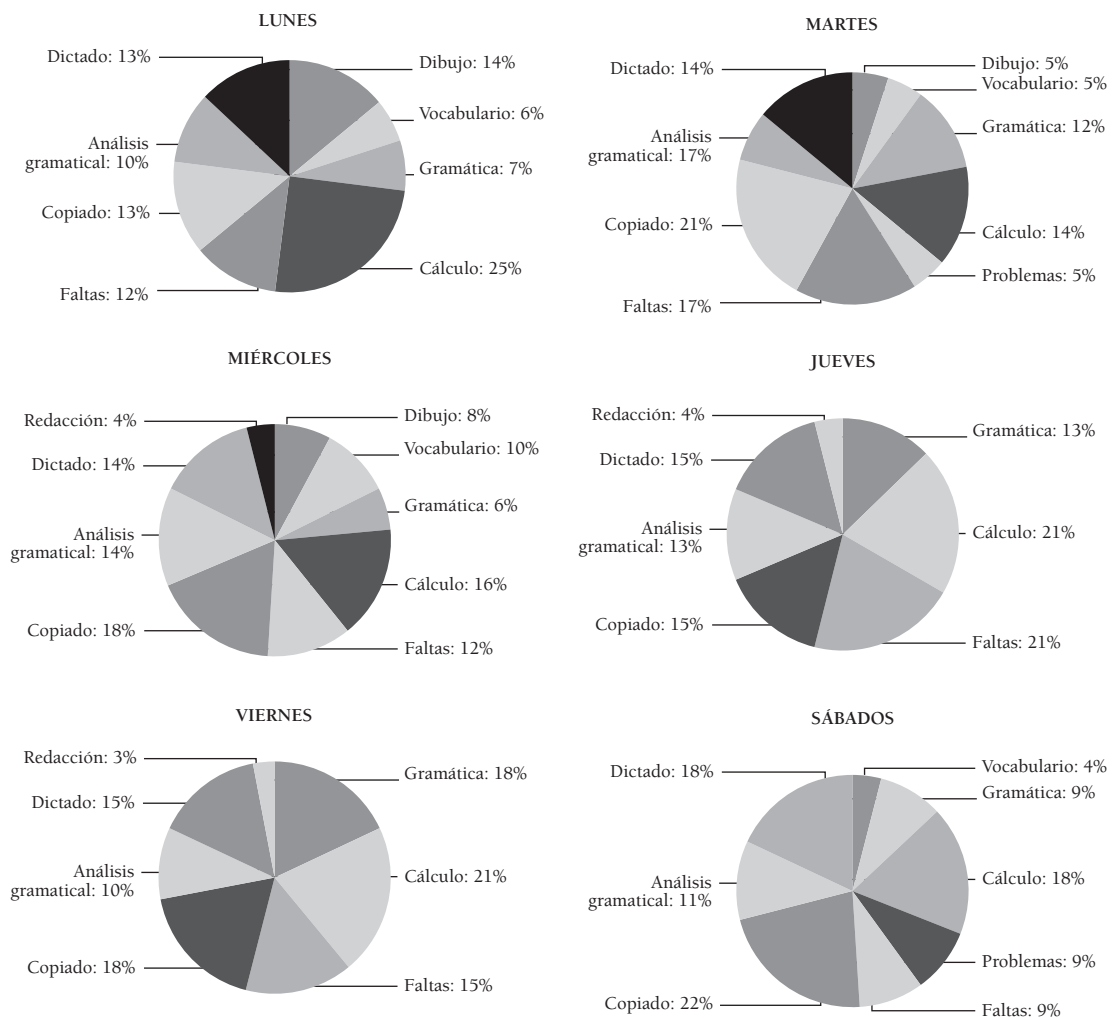 LUNES
Dictado: 13%
Dibujo: 14%
Vocabulario: 6%
Análisis
gramatical: 10%
Gramática: 7%
Copiado: 13%
Cálculo: 25%
Faltas: 12%
MARTES
Dictado: 14%
Dibujo: 5%
Vocabulario: 5%
Análisis
gramatical: 17%
Gramática: 12%
Copiado: 21%
Cálculo: 14%
Problemas: 5%
Faltas: 17%
MIÉRCOLES
Redacción: 4%
Dibujo: 8%
Vocabulario: 10%
Dictado: 14%
Gramática: 6%
Análisis
gramatical: 14%
Cálculo: 16%
Copiado: 18%
Faltas: 12%
JUEVES
Redacción: 4%
Gramática: 13%
Dictado: 15%
Análisis
gramatical: 13%
Cálculo: 21%
Copiado: 15%
Faltas: 21%
VIERNES
Redacción: 3%
Gramática: 18%
Dictado: 15%
Análisis
gramatical: 10%
Cálculo: 21%
Copiado: 18%
Faltas: 15%
SÁBADOS
Dictado: 18%
Vocabulario: 4%
Gramática: 9%
Análisis
gramatical: 11%
Cálculo: 18%
Problemas: 9%
Copiado: 22%
Faltas: 9%